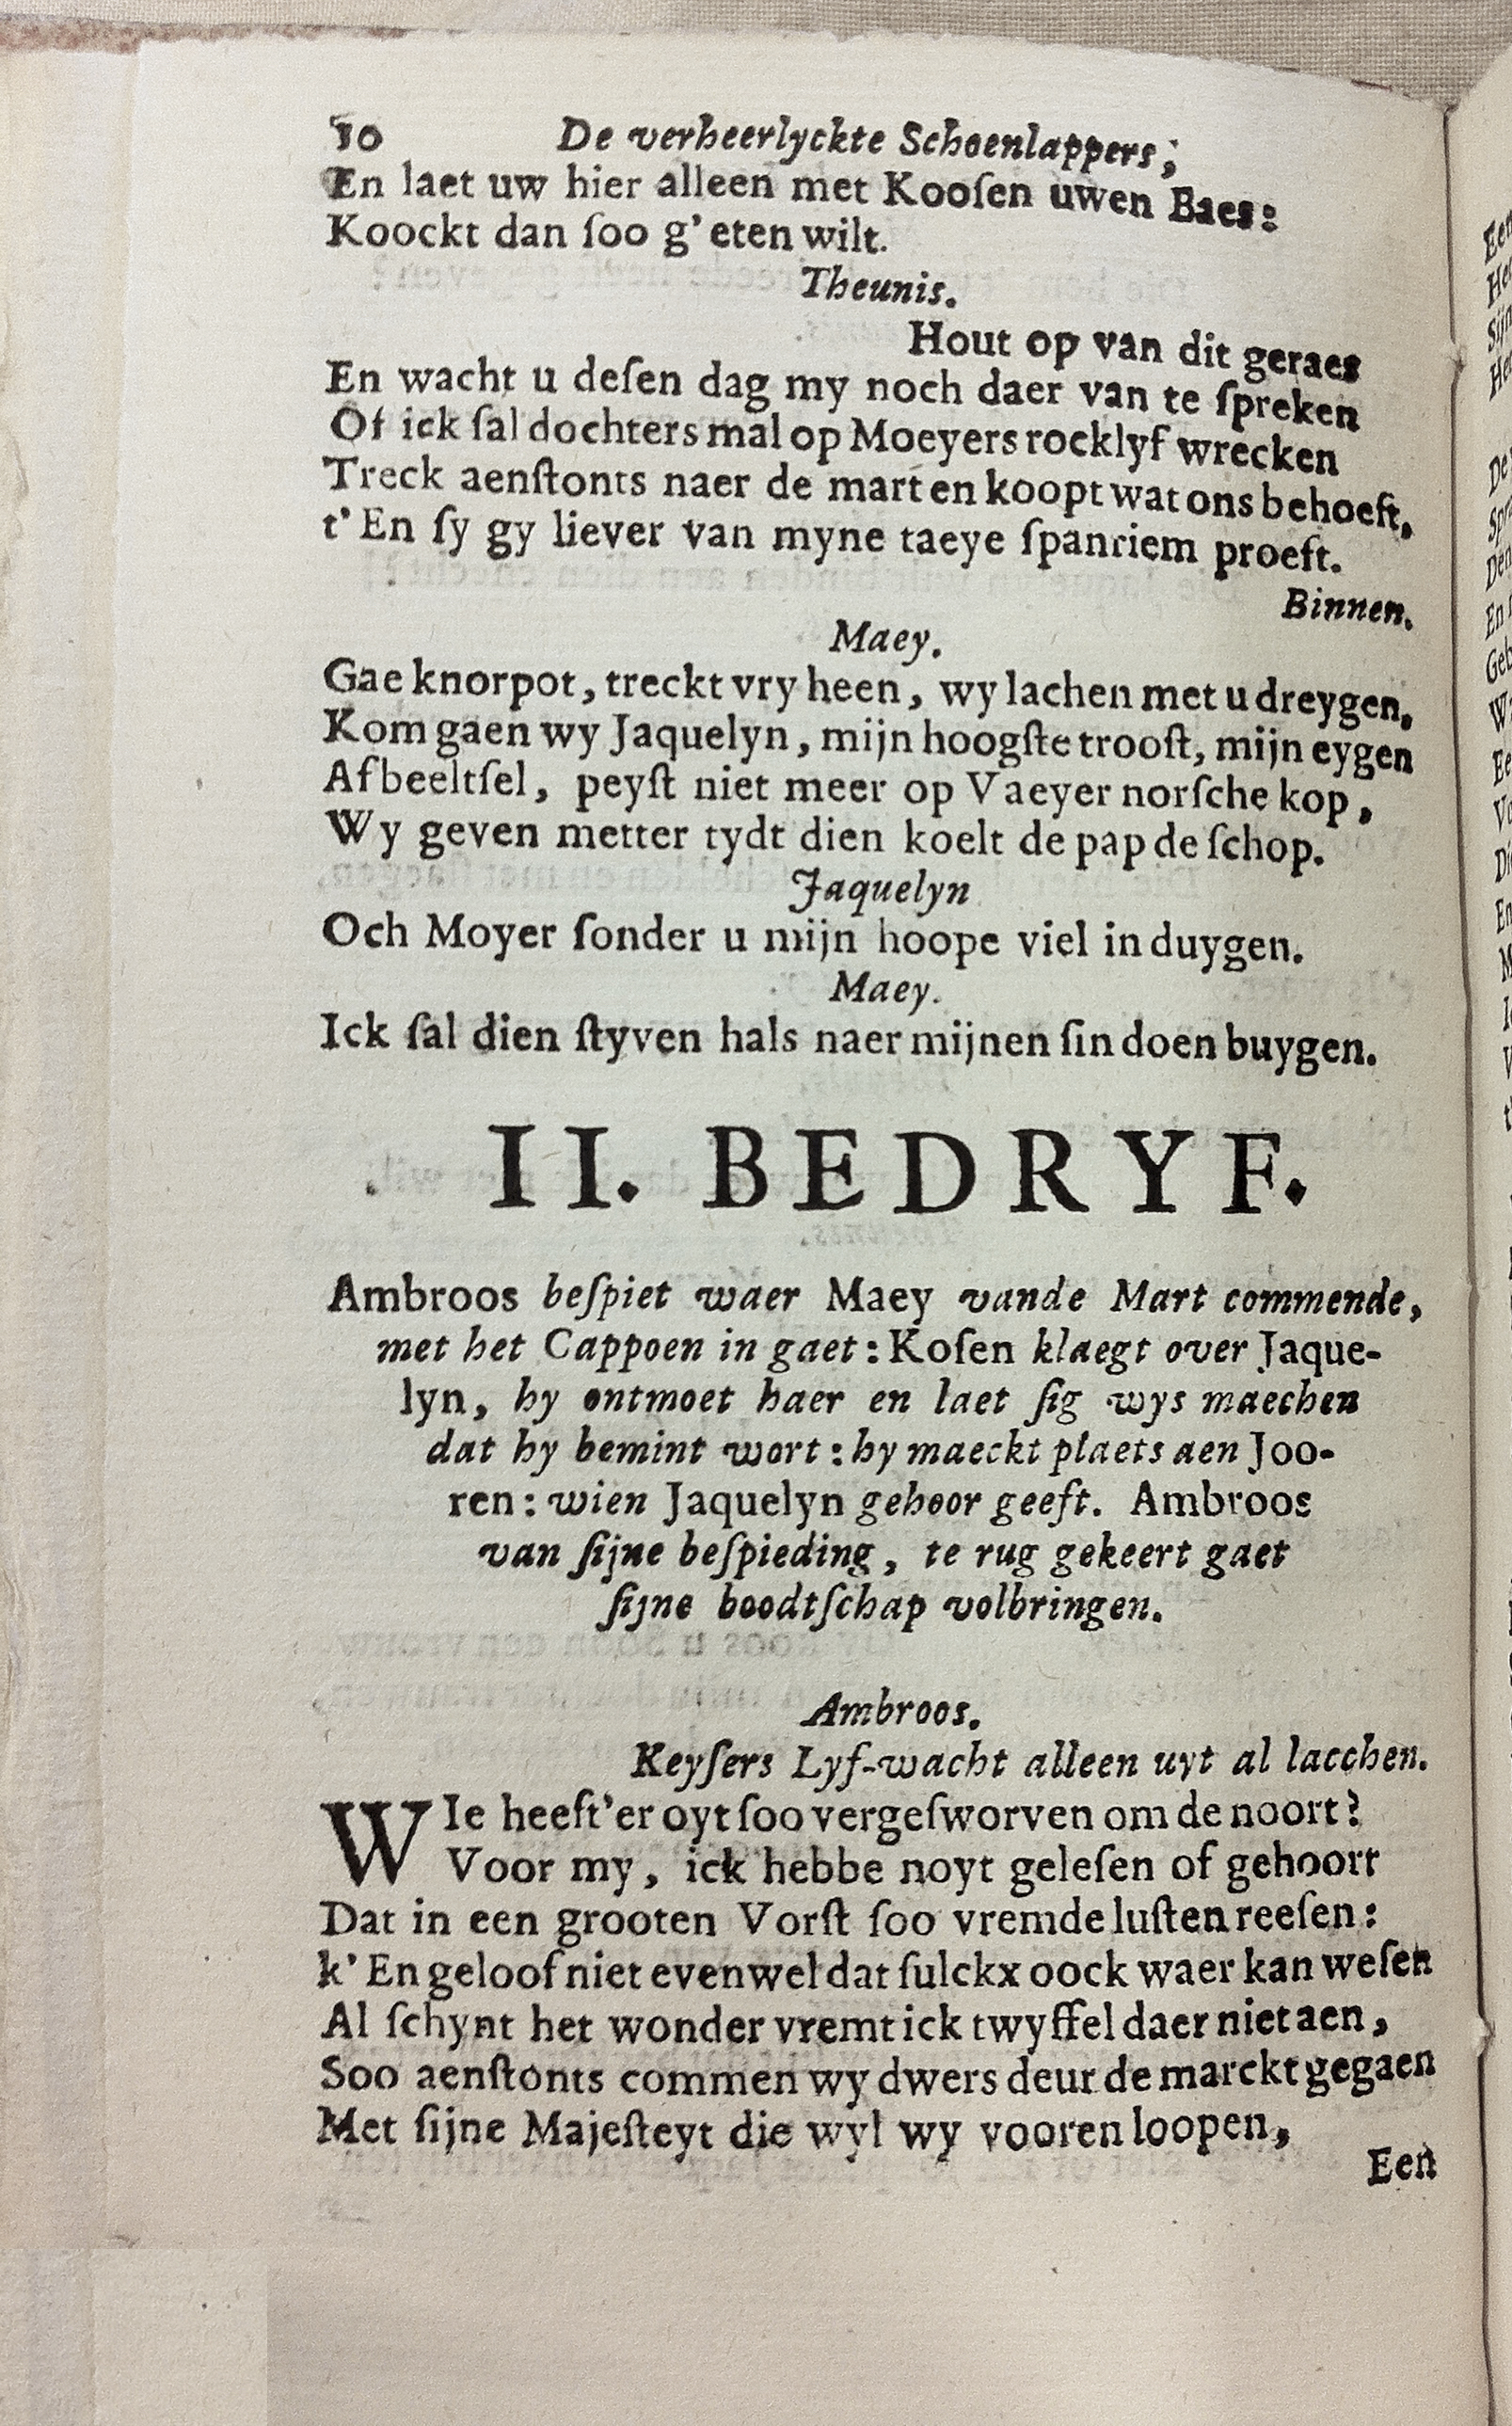 10 De verheerlyckte Schoenlappers;
En laet uw hier alleen met Kooſen uwen Baes:
Koockt dan ſoo g' eten wilt.
Theunis.
Hout op van dit geraes
En wacht u deſen dag my noch daer van te ſpreken
Of ick ſal dochters mal op Moeyers rocklyf wrecken
Treck aenſtonts naer de mart en koopt wat ons behoeft,
t'En ſy gy liever van myne taeye ſpanriem proeft.
Binnen.
Maey.
Gae knorpot, treckt vry heen, wy lachen met u dreygen,
Kom gaen wy Jaquelyn, mijn hoogſte trooſt, mijn eygen
Afbeeltſel, peyſt niet meer op Vaeyer norſche kop,
Wy geven metter tydt dien koelt de pap de ſchop.
Jaquelyn
Och Moyer ſonder u mijn hoope viel in duygen.
Maey.
Ick ſal dien ſtyven hals naer mijnen ſin doen buygen.
II. BEDRYF.
Ambroos beſpiet waer Maey vande Mart commende,
met het Cappoen in gaet: Koſen klaegt over Jaque-
lyn, hy ontmoet haer en laet ſig wys maechen
dat hy bemint wort: hy maeckt plaets aen Joo-
ren: wien Jaquelyn gehoor geeft. Ambroos
van ſijne beſpieding, te rug gekeert gaet
ſijne boodtſchap volbringen.
Ambroos.
Keyſers Lyf-wacht alleen uyt al lacchen.
WIe heeft'er oyt ſoo vergeſworven om de noort?
Voor my, ick hebbe noyt geleſen of gehoort
Dat in een grooten Vorſt ſoo vremde luſten reeſen:
k' En geloof niet evenwel dat ſulckx oock waer kan weſen
Al ſchynt het wonder vremt ick twyffel daer niet aen,
Soo aenſtonts commen wy dwers deur de marckt gegaen
Met ſijne Majeſteyt die wyl wy vooren loopen,
Een